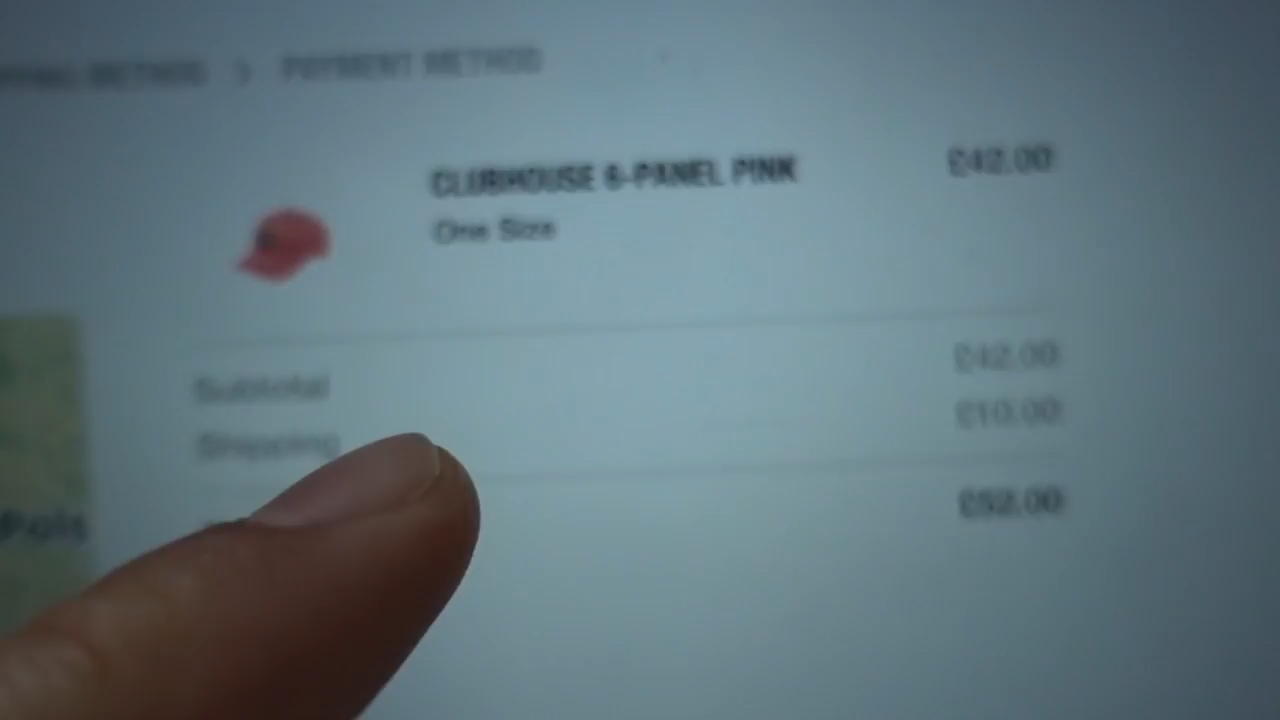 PAYMENT METHOD
CLUBHOUSE 6-PANEL PINK £42.00
One Size
Subtotal £42.00
Shipping £10.00
£52.00